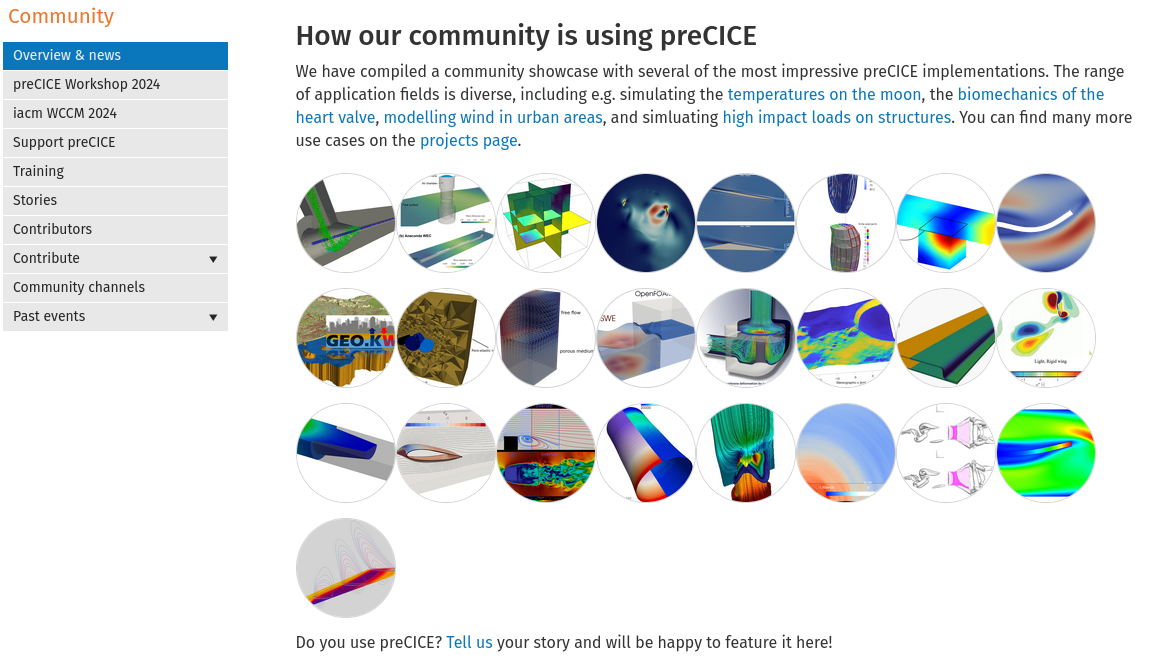 Community
Overview & news
preCICE Workshop 2024
iacm WCCM 2024
Support preCICE
Training
Stories
Contributors
Contribute
Community channels
Past events
How our community is using preCICE
We have compiled a community showcase with several of the most impressive preCICE implementations. The range
of application fields is diverse, including e.g. simulating the temperatures on the moon, the biomechanics of the
heart valve, modelling wind in urban areas, and simluating high impact loads on structures. You can find many more
use cases on the projects page.
(b) Anaconda WEC
free flow
porous medium
OpenFOA
SWE
GEO.KW
Light, Rigid wing
Do you use preCICE? Tell us your story and will be happy to feature it here!